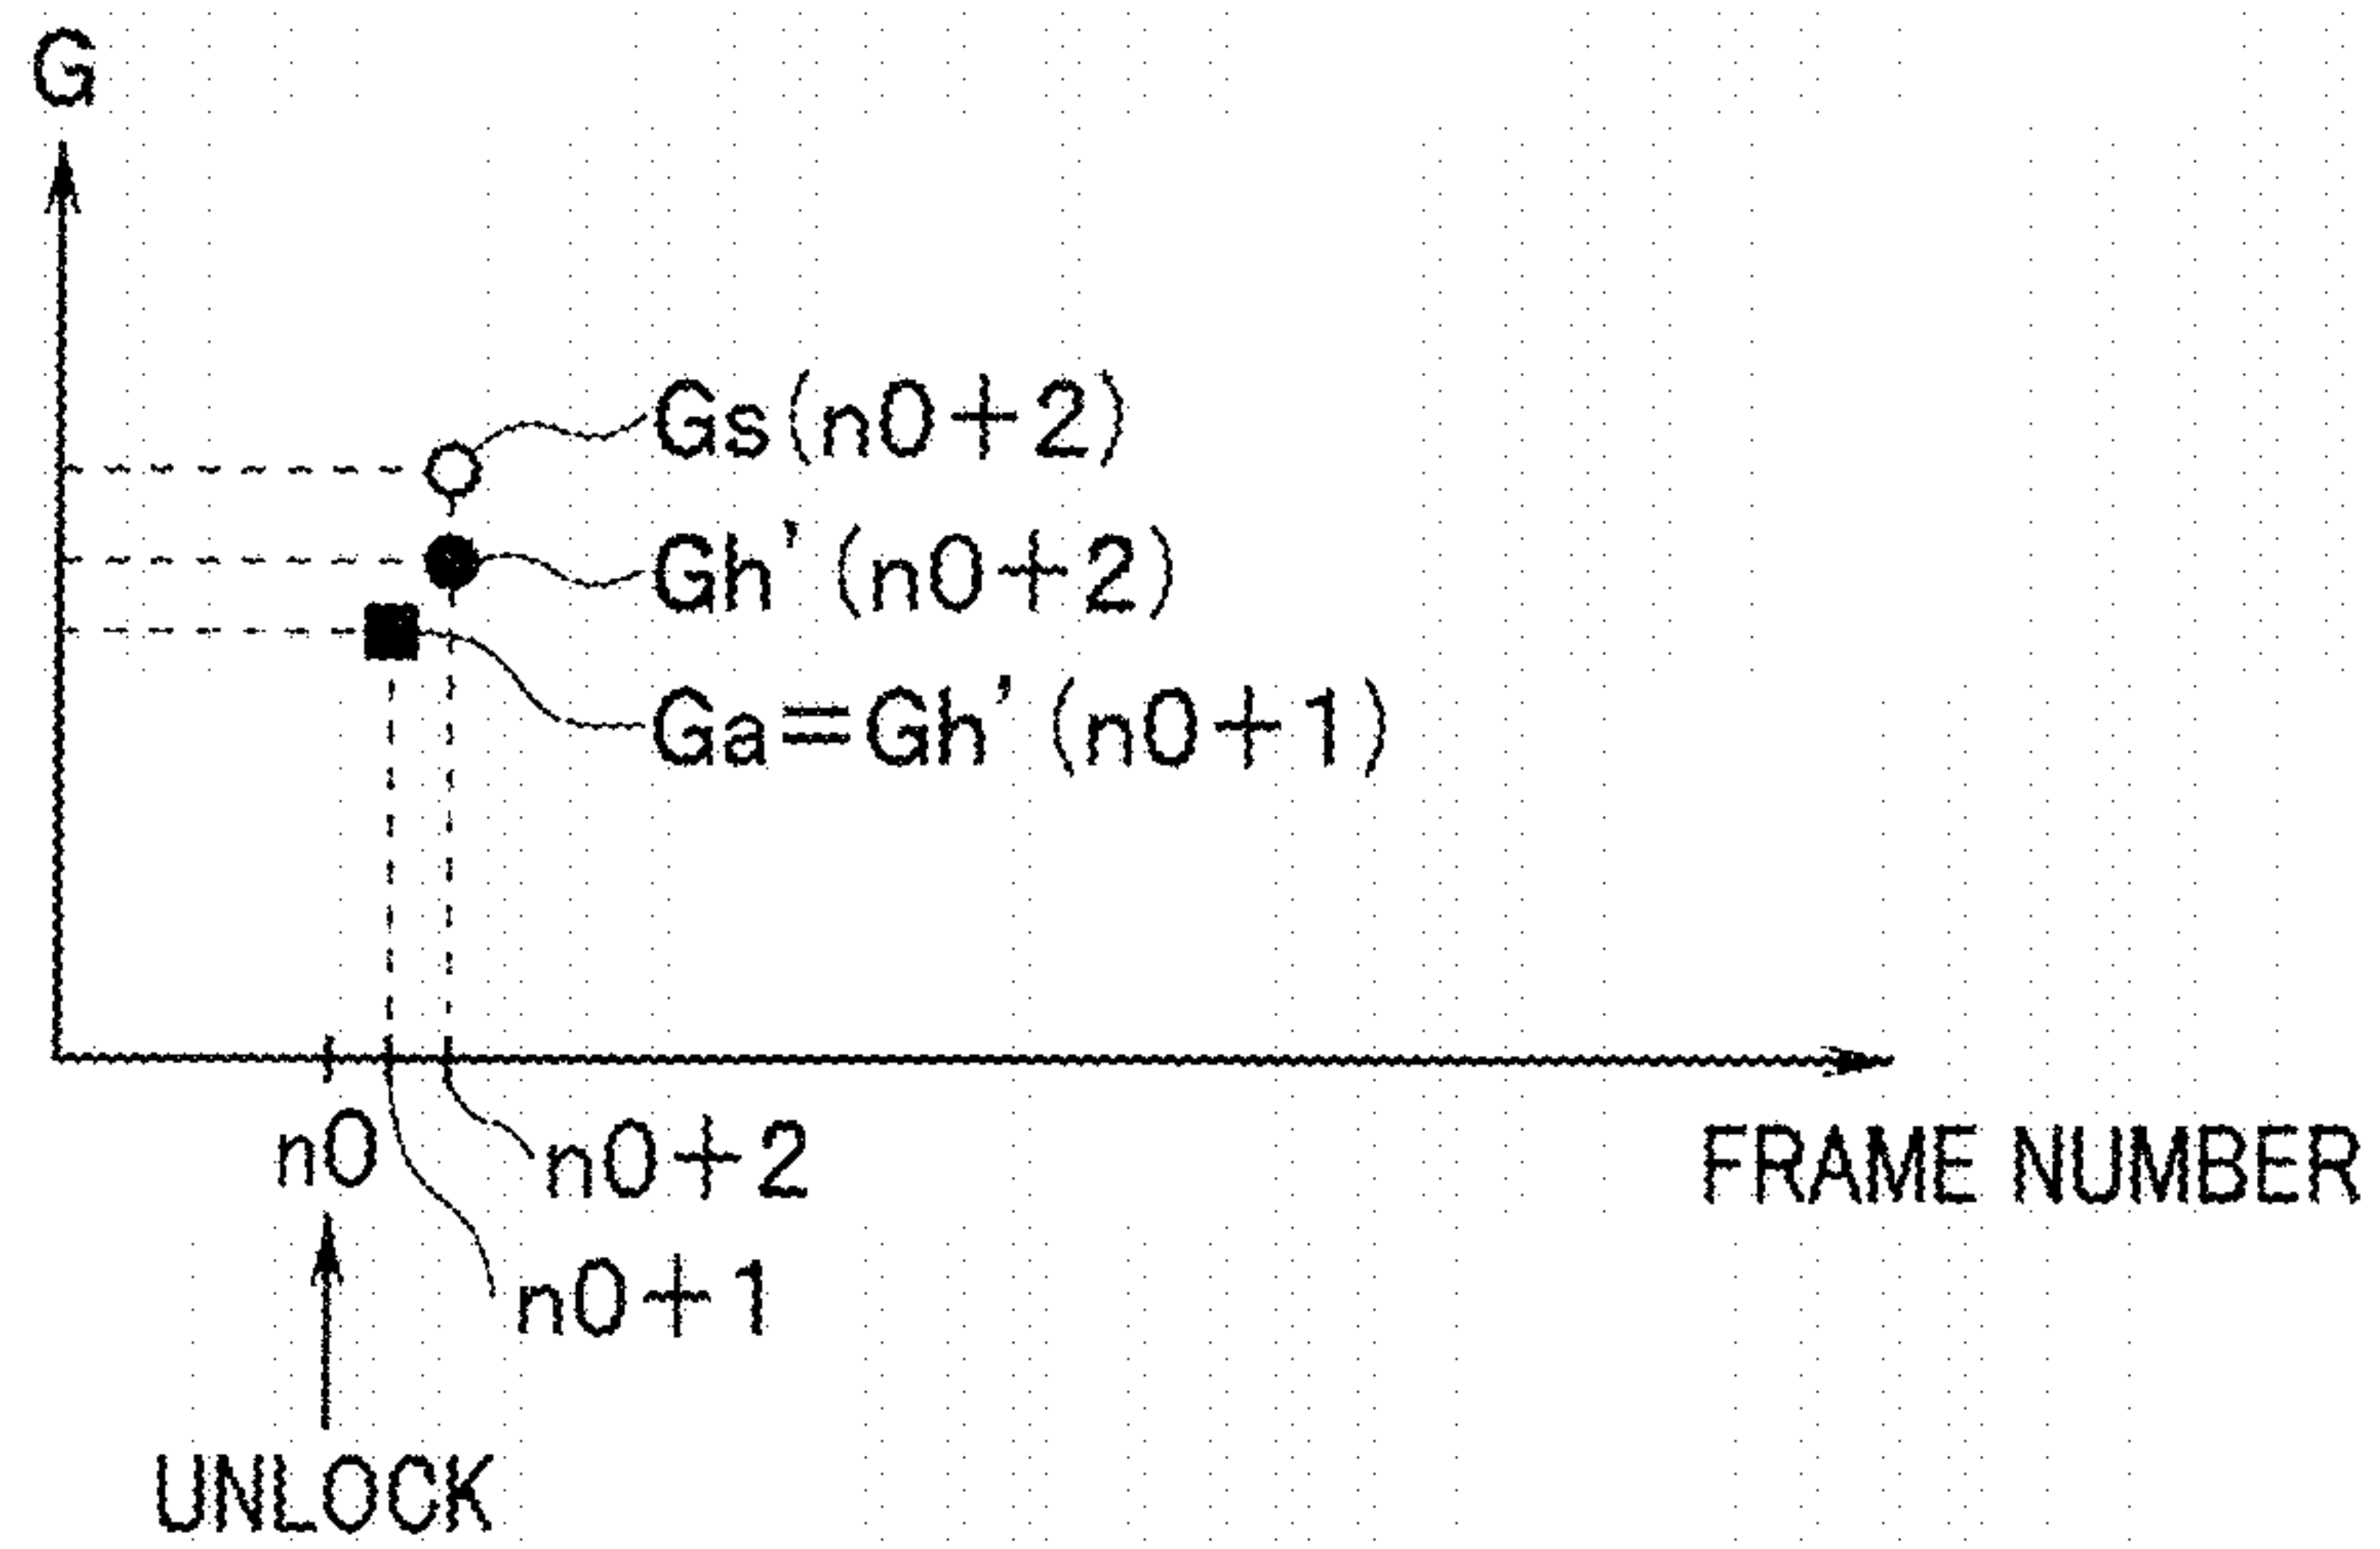 G
Gs(n0+2)
Gh'(n0+2)
Ga=Gh'(n0+1)
n0
n0+2
FRAME NUMBER
n0+1
UNLOCK